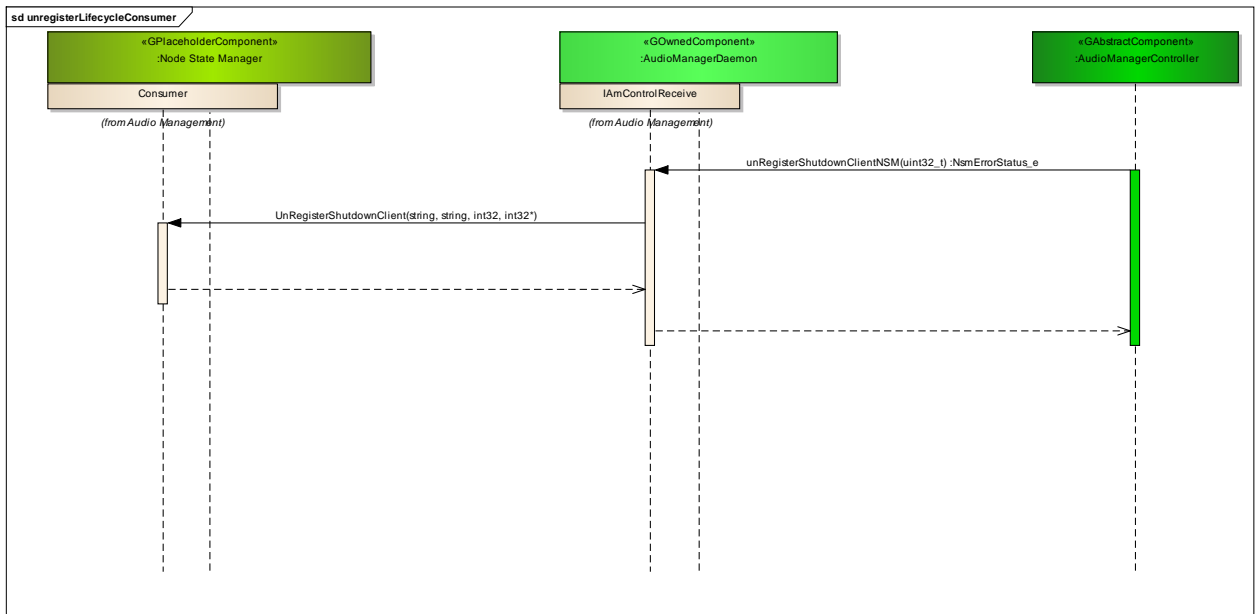 sd unregisterLifecycleConsumer
«GPlaceholderComponent»
:Node State Manager
«GOwnedComponent»
:AudioManagerDaemon
«GAbstractComponent»
:AudioManagerController
Consumer
IAmControlReceive
(from Audio Management)
(from Audio Management)
unRegisterShutdownClientNSM(uint32_t) :NsmErrorStatus_e
UnRegisterShutdownClient(string, string, int32, int32*)